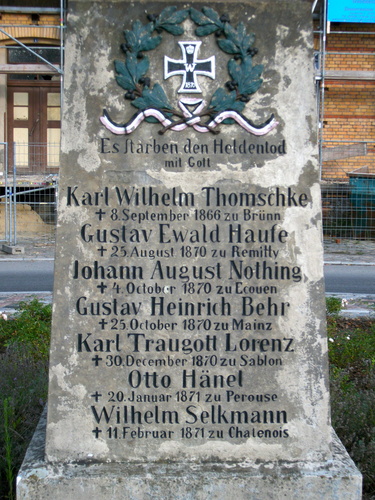 W
1870
Es starben den Heldentod
mit Gott
Karl Wilhelm Thomschke
✝ 8. September 1866 zu Brünn
Gustav Ewald Haufe
✝ 25. August 1870 zu Remilly
Johann August Nothing
✝ 4. October 1870 zu Ecouen
Gustav Heinrich Behr
✝ 25. October 1870 zu Mainz
Karl Traugott Lorenz
✝ 30. December 1870 zu Sablon
Otto Hänel
✝ 20. Januar 1871 zu Perouse
Wilhelm Selkmann
✝ 11. Februar 1871 zu Chatenois